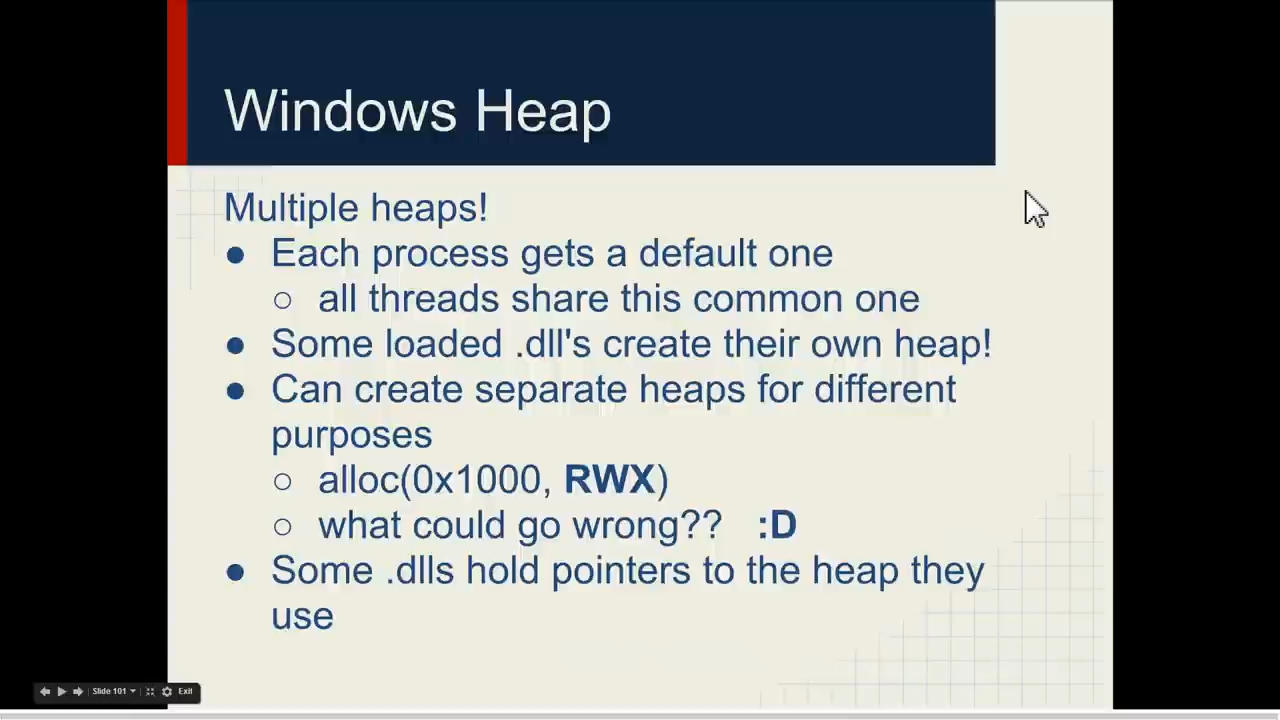 Windows Heap
Multiple heaps!
● Each process gets a default one
○ all threads share this common one
● Some loaded .dll's create their own heap!
● Can create separate heaps for different
purposes
○ alloc(0x1000, RWX)
○ what could go wrong?? :D
● Some .dlls hold pointers to the heap they
use
Slide 101 Exit